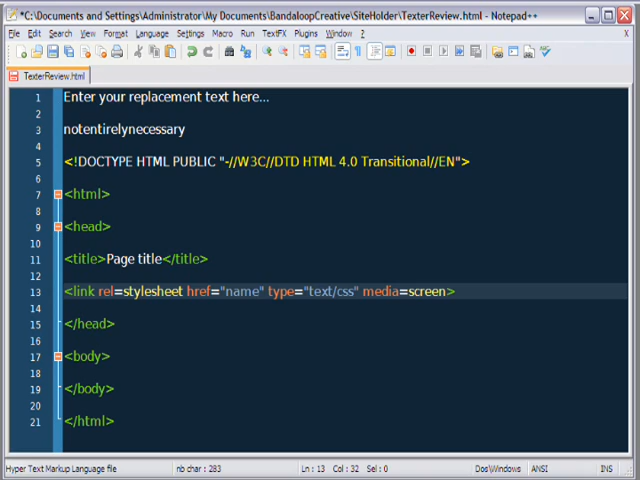 *C:\Documents and Settings\Administrator\My Documents\BandaloopCreative\SiteHolder\TexterReview.html - Notepad++
File Edit Search View Format Language Settings Macro Run TextFX Plugins Window ? X
TexterReview.html
1 Enter your replacement text here...
2
3 notentirelynecessary
4
5 <!DOCTYPE HTML PUBLIC "-//W3C//DTD HTML 4.0 Transitional//EN">
6
7 <html>
8
9 <head>
10
11 <title>Page title</title>
12
13 <link rel=stylesheet href="name" type="text/css" media=screen>
14
15 </head>
16
17 <body>
18
19 </body>
20
21 </html>
Hyper Text Markup Language file nb char : 283 Ln : 13 Col : 32 Sel : 0 Dos\Windows ANSI INS